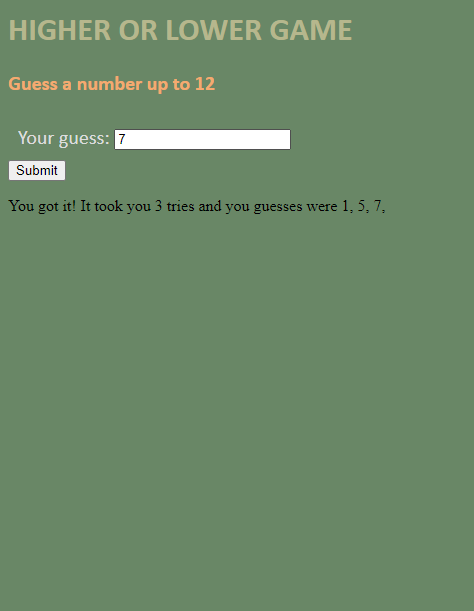 HIGHER OR LOWER GAME
Guess a number up to 12
Your guess: 7
Submit
You got it! It took you 3 tries and you guesses were 1, 5, 7,